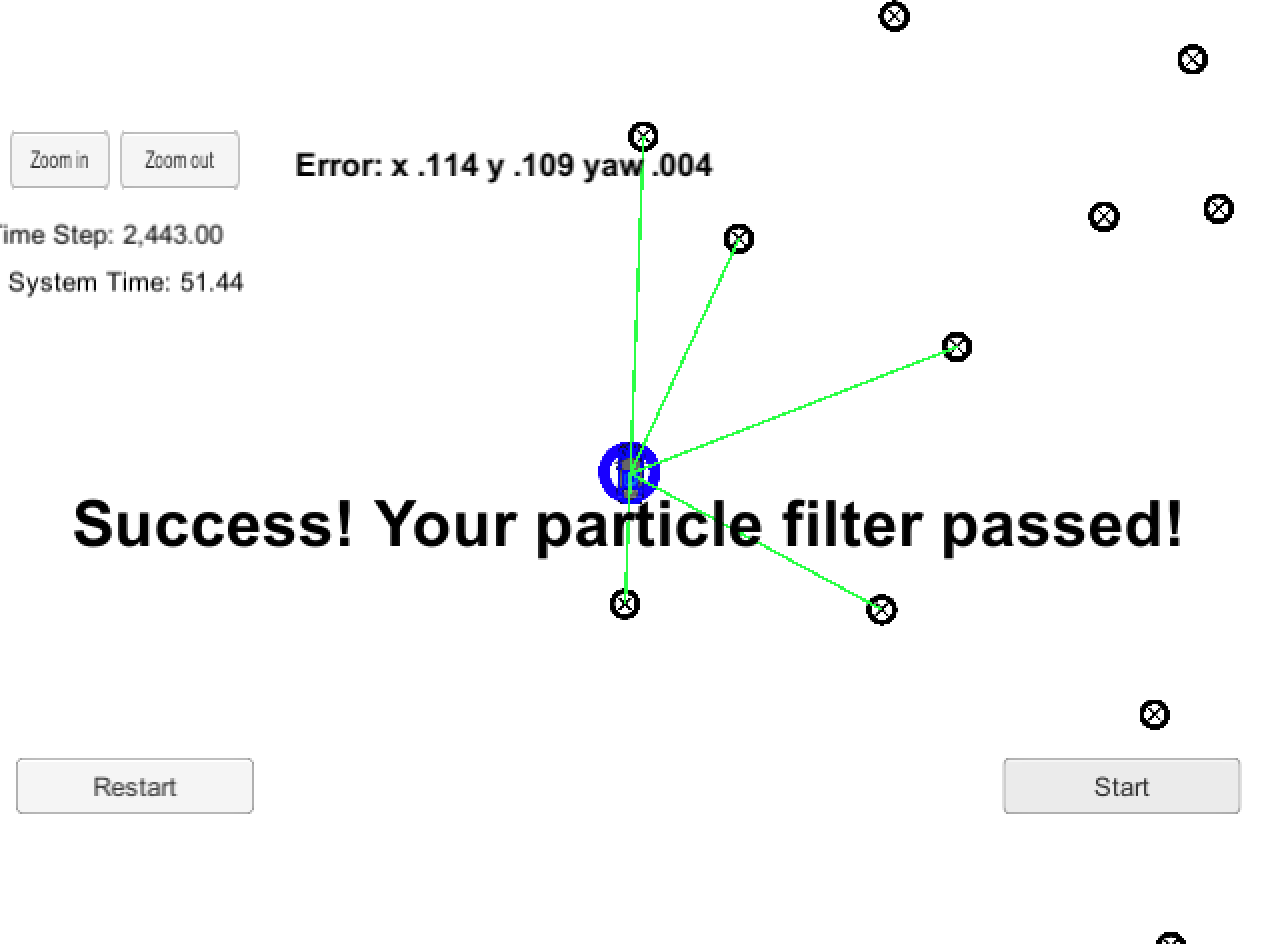 Zoom in Zoom out Error: x .114 y .109 yaw .004
Time Step: 2,443.00
System Time: 51.44
Success! Your particle filter passed!
Restart Start